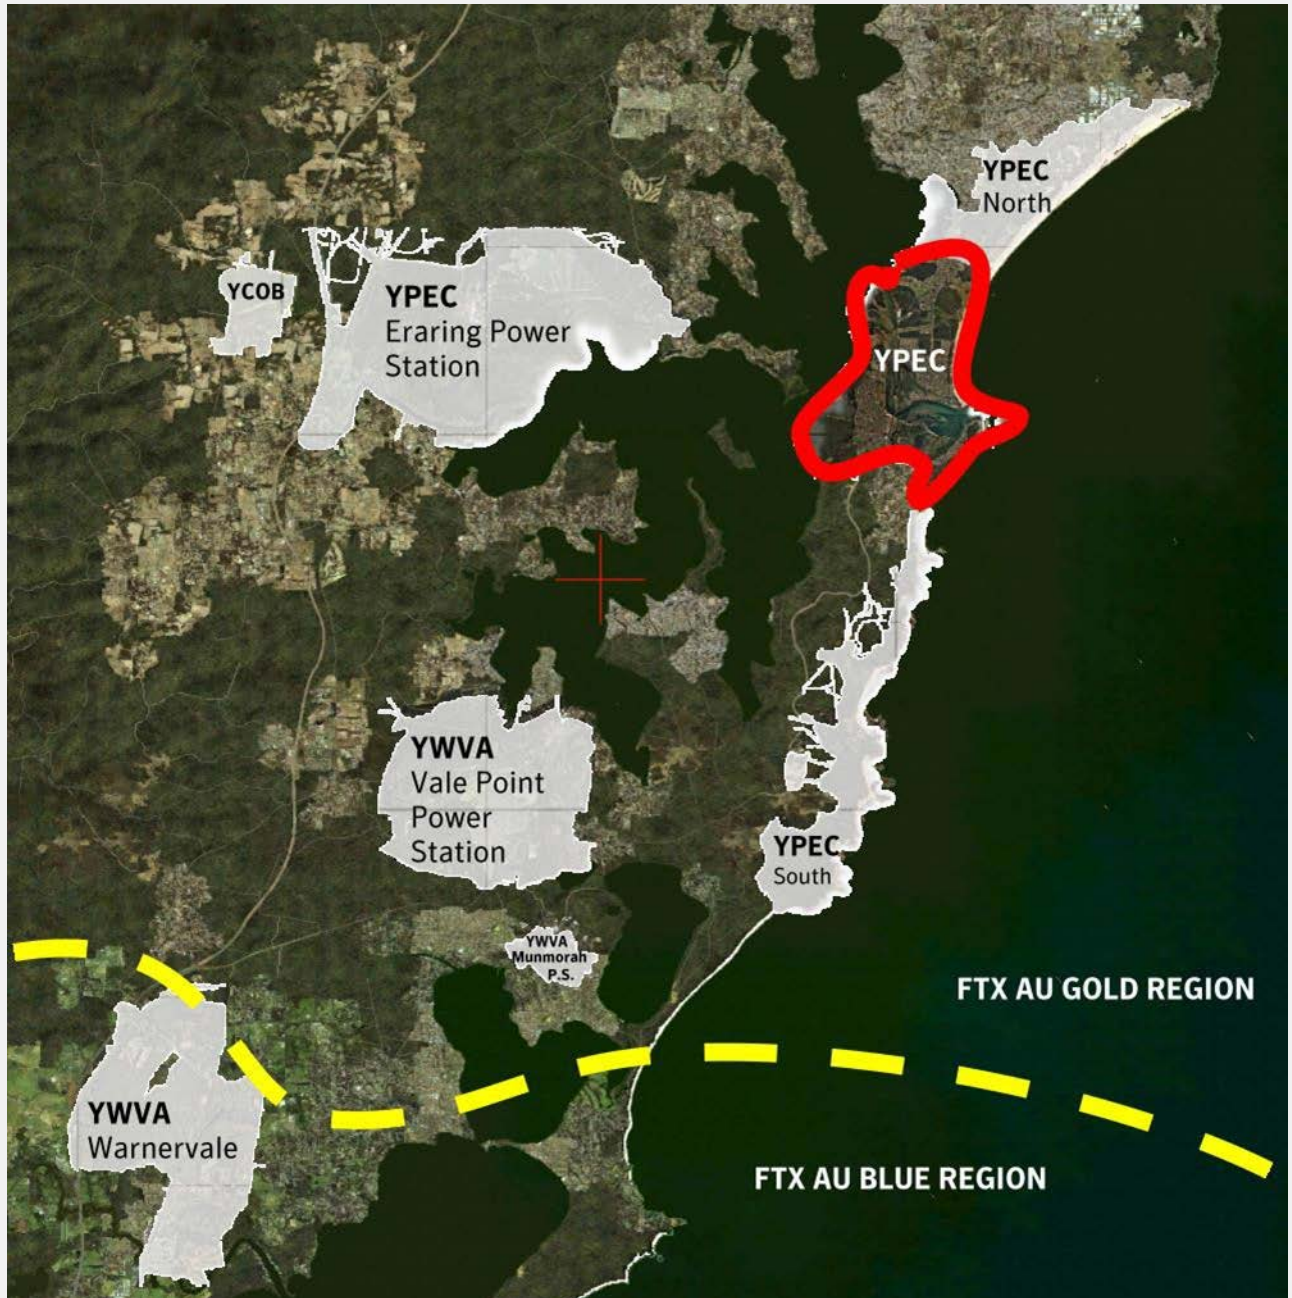 YPEC
North
YCOB
YPEC
Eraring Power
Station
YPEC
YWVA
Vale Point
Power
Station
YPEC
South
YWVA
Munmorah
P.S.
FTX AU GOLD REGION
YWVA
Warnervale
FTX AU BLUE REGION